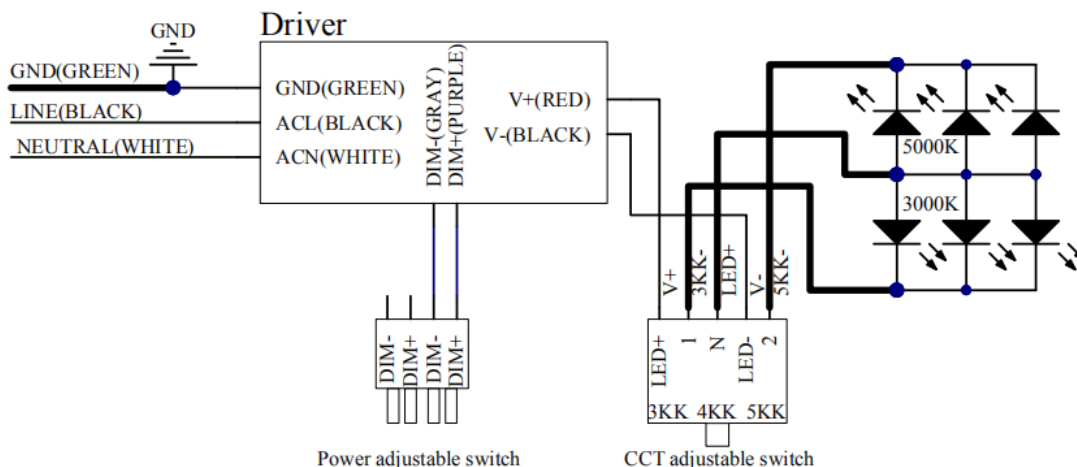 Driver
GND
GND(GREEN)
LINE(BLACK)
NEUTRAL(WHITE)
GND(GREEN)
ACL(BLACK)
ACN(WHITE)
DIM-(GRAY)
DIM+(PURPLE)
V+(RED)
V-(BLACK)
5000K
3000K
V+
3KK-
LED+
V-
5KK-
DIM-
DIM+
DIM-
DIM+
LED+
1
N
LED-
2
3KK 4KK 5KK
Power adjustable switch
CCT adjustable switch